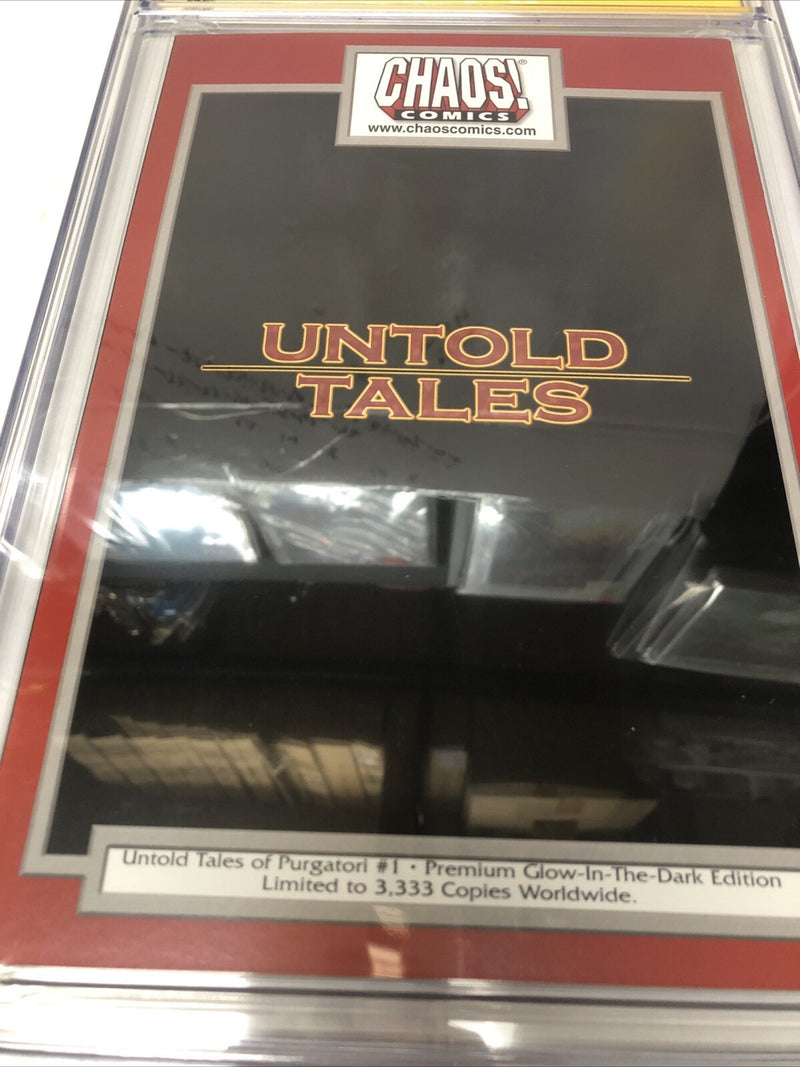 CHAOS!®
COMICS
www.chaoscomics.com
UNTOLD
TALES
Untold Tales of Purgatori #1 • Premium Glow-In-The-Dark Edition
Limited to 3,333 Copies Worldwide.